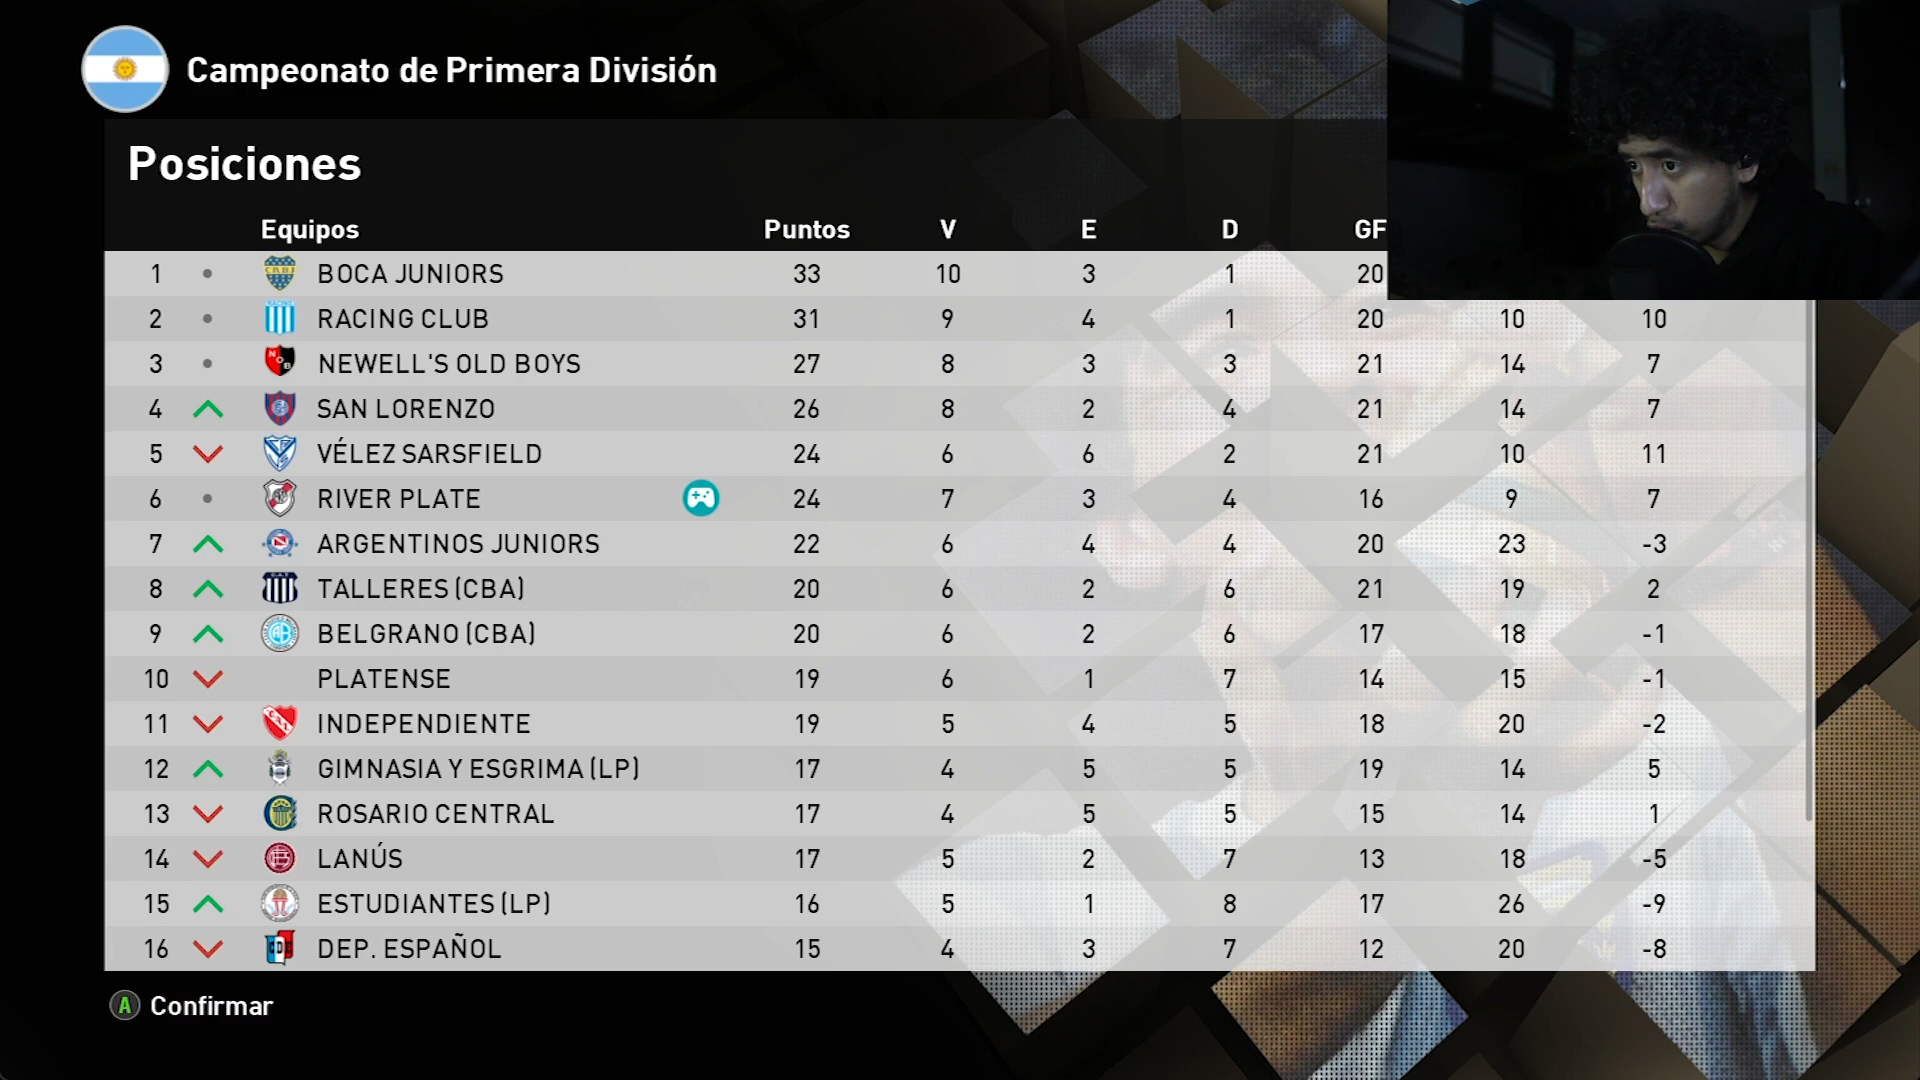 Campeonato de Primera División
Posiciones
Equipos Puntos V E D GF
1 BOCA JUNIORS 33 10 3 1 20
2 RACING CLUB 31 9 4 1 20 10 10
3 NEWELL'S OLD BOYS 27 8 3 3 21 14 7
4 SAN LORENZO 26 8 2 4 21 14 7
5 VÉLEZ SARSFIELD 24 6 6 2 21 10 11
6 RIVER PLATE 24 7 3 4 16 9 7
7 ARGENTINOS JUNIORS 22 6 4 4 20 23 -3
8 TALLERES (CBA) 20 6 2 6 21 19 2
9 BELGRANO (CBA) 20 6 2 6 17 18 -1
10 PLATENSE 19 6 1 7 14 15 -1
11 INDEPENDIENTE 19 5 4 5 18 20 -2
12 GIMNASIA Y ESGRIMA (LP) 17 4 5 5 19 14 5
13 ROSARIO CENTRAL 17 4 5 5 15 14 1
14 LANÚS 17 5 2 7 13 18 -5
15 ESTUDIANTES (LP) 16 5 1 8 17 26 -9
16 DEP. ESPAÑOL 15 4 3 7 12 20 -8
A Confirmar